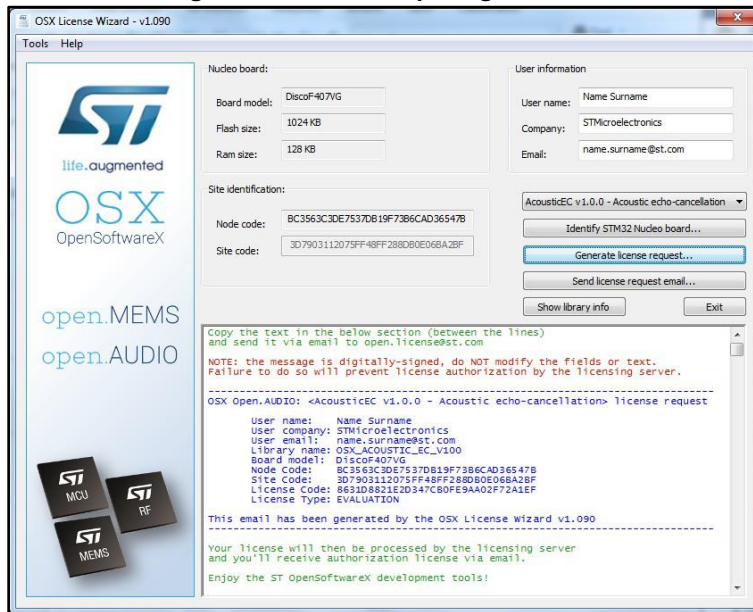 OSX License Wizard - v1.090
Tools Help
life.augmented
OSX
OpenSoftwareX
open.MEMS
open.AUDIO
MCU
RF
MEMS
Nucleo board:
Board model: DiscoF407VG
Flash size: 1024 KB
Ram size: 128 KB
User information
User name: Name Surname
Company: STMicroelectronics
Email: name.surname@st.com
Site identification:
Node code: BC3563C3DE7537DB19F73B6CAD36547B
Site code: 3D7903112075FF48FF288DB0E06BA2BF
AcousticEC v1.0.0 - Acoustic echo-cancellation
Identify STM32 Nucleo board...
Generate license request...
Send license request email...
Show library info
Exit
Copy the text in the below section (between the lines)
and send it via email to open.license@st.com
NOTE: the message is digitally-signed, do NOT modify the fields or text.
Failure to do so will prevent license authorization by the licensing server.
OSX Open.AUDIO: <AcousticEC v1.0.0 - Acoustic echo-cancellation> license request
User name: Name Surname
User company: STMicroelectronics
User email: name.surname@st.com
Library name: OSX_ACOUSTIC_EC_V100
Board model: DiscoF407VG
Node Code: BC3563C3DE7537DB19F73B6CAD36547B
Site Code: 3D7903112075FF48FF288DB0E06BA2BF
License Code: 8631D8821E2D347CB0FE9AA02F72A1EF
License Type: EVALUATION
This email has been generated by the OSX License Wizard v1.090
Your license will then be processed by the licensing server
and you'll receive authorization license via email.
Enjoy the ST OpenSoftwareX development tools!